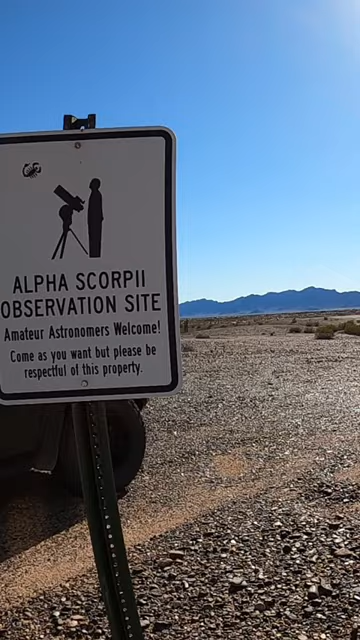 ALPHA SCORPII
OBSERVATION SITE
Amateur Astronomers Welcome!
Come as you want but please be
respectful of this property.